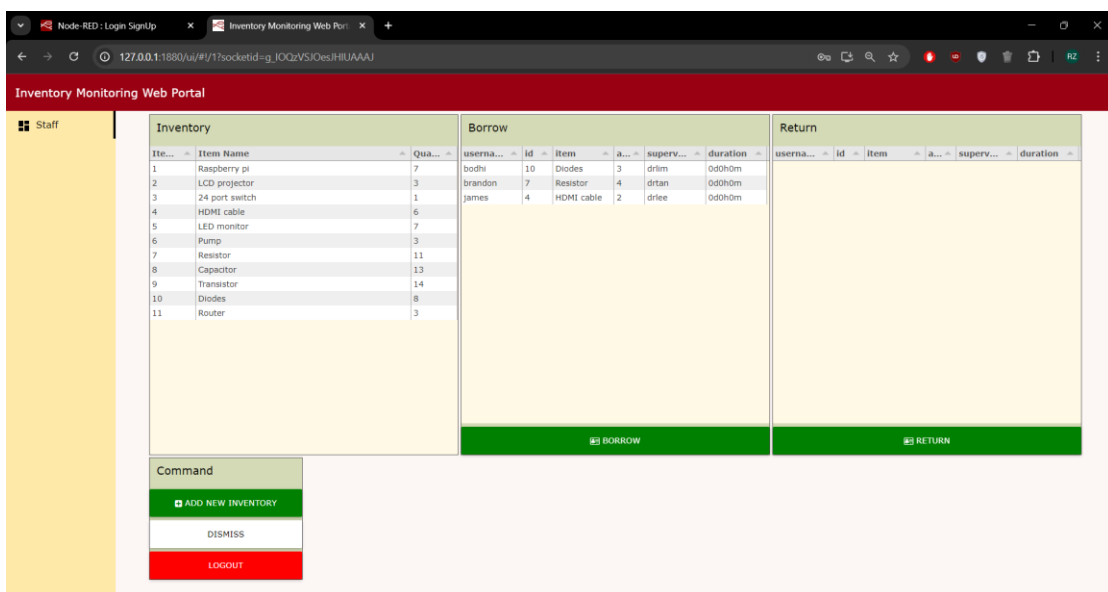 Node-RED : Login SignUp
Inventory Monitoring Web Port
127.0.0.1:1880/ui/#!/1?socketid=g_IOQzVSJOesJHIUAAAJ
RZ
Inventory Monitoring Web Portal
Staff
Inventory
Ite... Item Name Qua...
1 Raspberry pi 7
2 LCD projector 3
3 24 port switch 1
4 HDMI cable 6
5 LED monitor 7
6 Pump 3
7 Resistor 11
8 Capacitor 13
9 Transistor 14
10 Diodes 8
11 Router 3
Borrow
userna... id item a... superv... duration
bodhi 10 Diodes 3 drlim 0d0h0m
brandon 7 Resistor 4 drtan 0d0h0m
james 4 HDMI cable 2 drlee 0d0h0m
BORROW
Return
userna... id item a... superv... duration
RETURN
Command
ADD NEW INVENTORY
DISMISS
LOGOUT